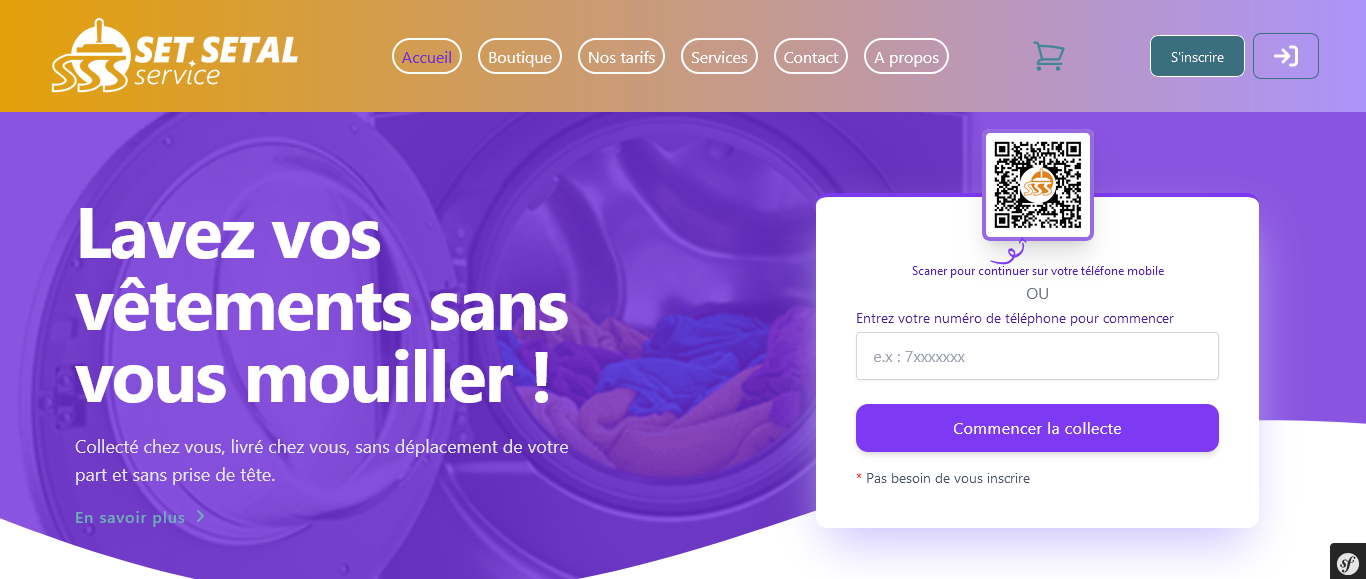 SET SETAL
service
Accueil
Boutique
Nos tarifs
Services
Contact
A propos
S'inscrire
Lavez vos
vêtements sans
vous mouiller !
Collecté chez vous, livré chez vous, sans déplacement de votre
part et sans prise de tête.
En savoir plus
Scaner pour continuer sur votre téléfone mobile
OU
Entrez votre numéro de téléphone pour commencer
e.x : 7xxxxxxx
Commencer la collecte
* Pas besoin de vous inscrire
sf